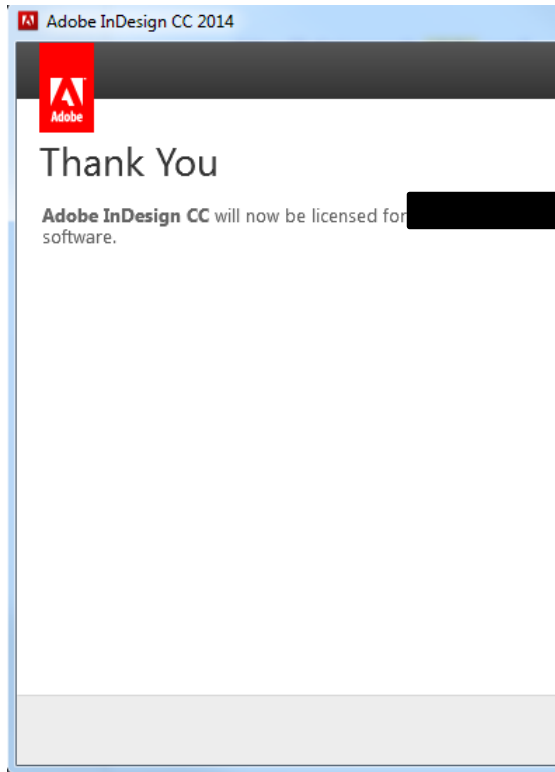 Adobe InDesign CC 2014
Adobe
Thank You
Adobe InDesign CC will now be licensed for
software.